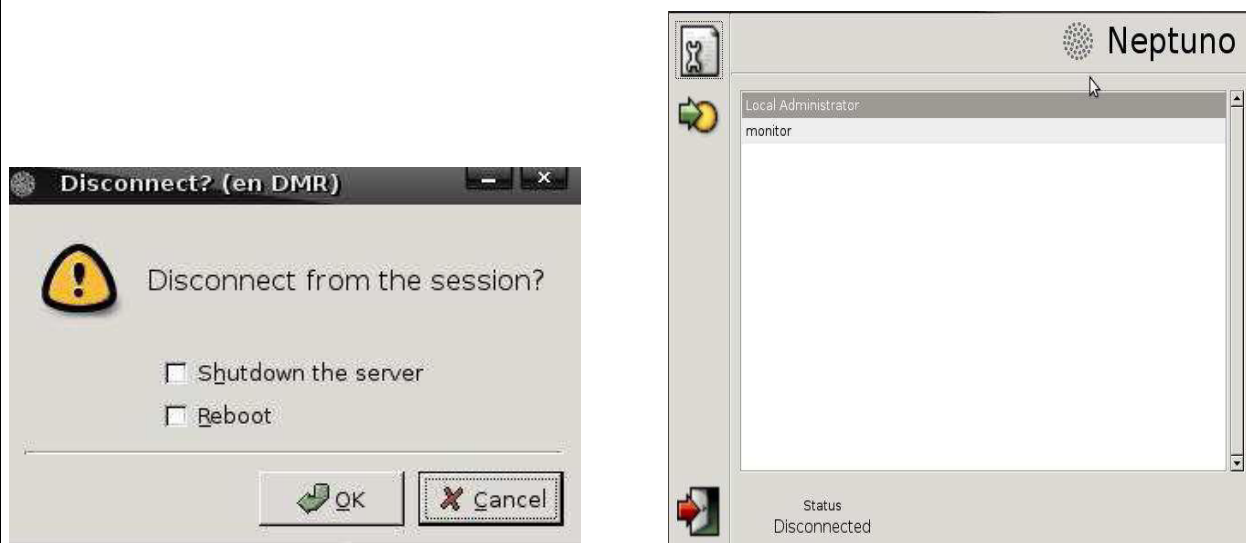 Disconnect? (en DMR)
Disconnect from the session?
Shutdown the server
Reboot
OK
Cancel
Neptuno
Local Administrator
monitor
Status
Disconnected